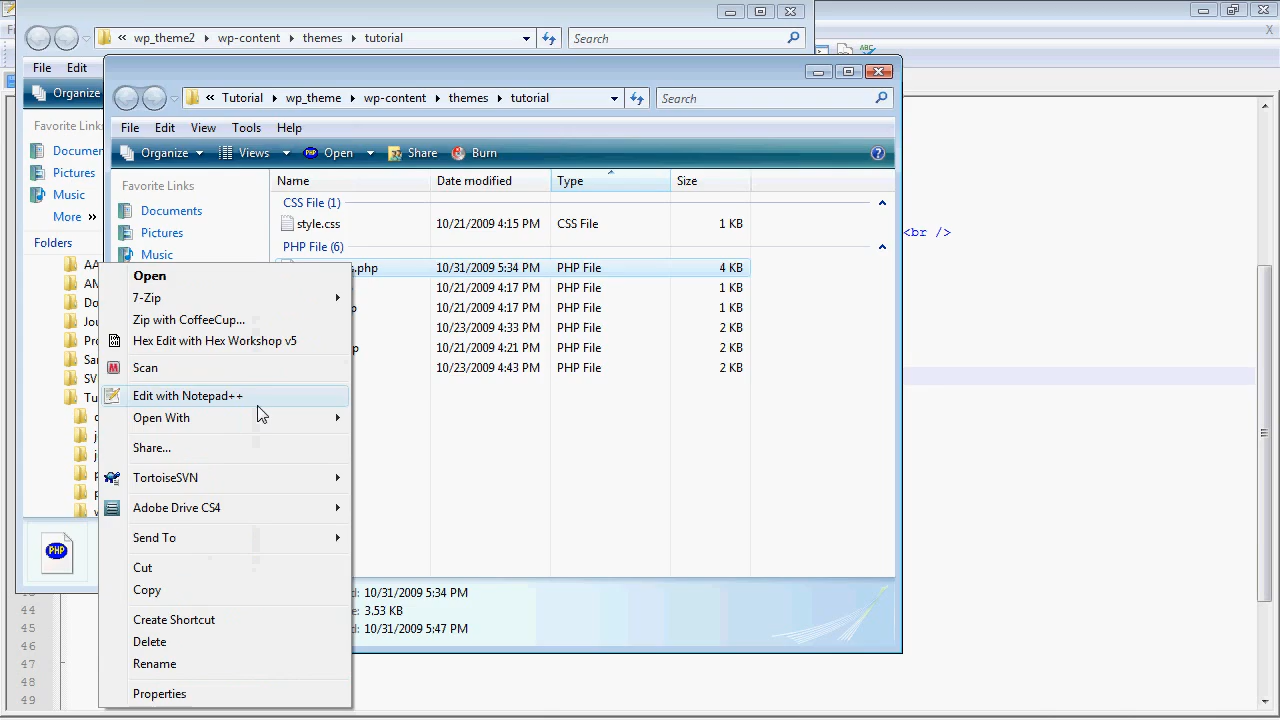 wp_theme2 wp-content themes tutorial Search
File Edit
Organize
Favorite Links
Pictures
Music
More »
Folders
Tutorial wp_theme wp-content themes tutorial Search
File Edit View Tools Help
Organize Views Open Share Burn
Favorite Links
Documents
Pictures
Music
Name Date modified Type Size
CSS File (1)
style.css 10/21/2009 4:15 PM CSS File 1 KB
PHP File (6)
.php 10/31/2009 5:34 PM PHP File 4 KB
10/21/2009 4:17 PM PHP File 1 KB
10/21/2009 4:17 PM PHP File 1 KB
10/23/2009 4:33 PM PHP File 2 KB
10/21/2009 4:21 PM PHP File 2 KB
10/23/2009 4:43 PM PHP File 2 KB
10/31/2009 5:34 PM
3.53 KB
10/31/2009 5:47 PM
Open
7-Zip
Zip with CoffeeCup...
Hex Edit with Hex Workshop v5
Scan
Edit with Notepad++
Open With
Share...
TortoiseSVN
Adobe Drive CS4
Send To
Cut
Copy
Create Shortcut
Delete
Rename
Properties
PHP
<br />
44
45
46
47
48
49